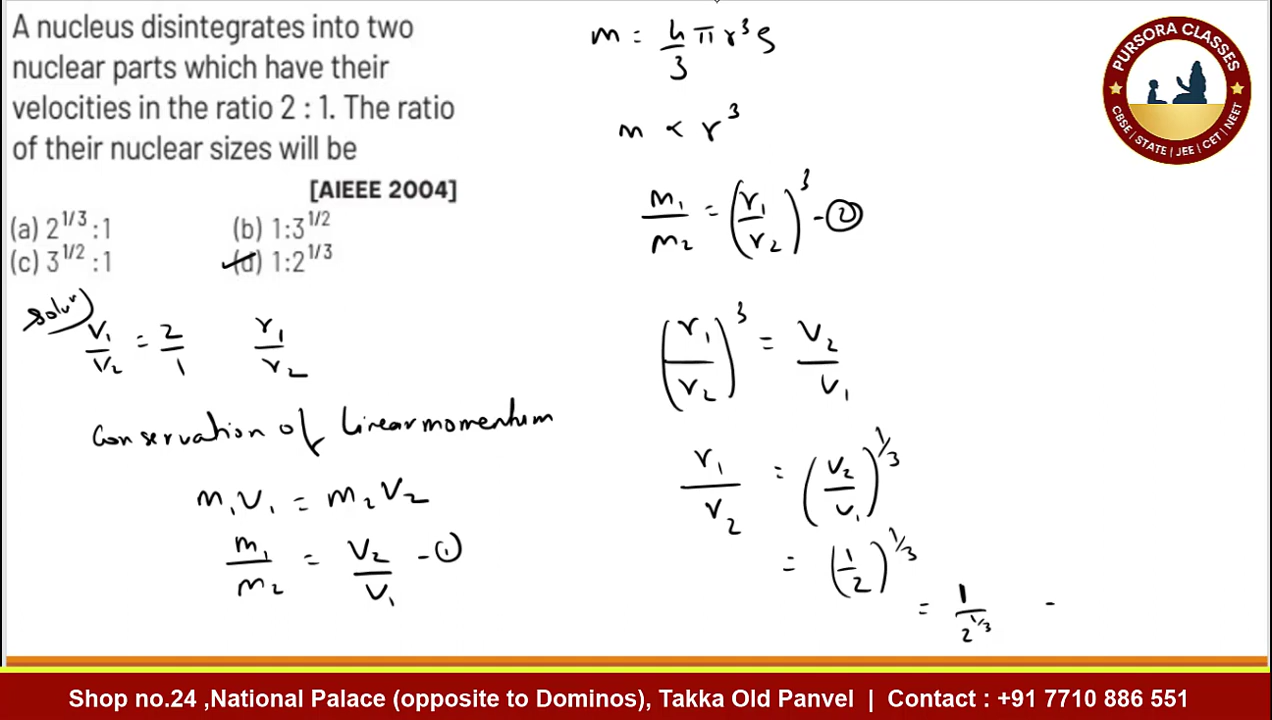 A nucleus disintegrates into two
nuclear parts which have their
velocities in the ratio 2 : 1. The ratio
of their nuclear sizes will be
[AIEEE 2004]
(a) 2^1/3 :1 (b) 1:3^1/2
(c) 3^1/2 :1 (d) 1:2^1/3
Solu^n)
v₁/v₂ = 2/1 r₁/r₂
Conservation of Linear momentum
m₁v₁ = m₂v₂
m₁/m₂ = v₂/v₁ - ①
m = 4/3 π r³ ρ
m ∝ r³
m₁/m₂ = (r₁/r₂)³ - ②
(r₁/r₂)³ = v₂/v₁
r₁/r₂ = (v₂/v₁)^1/3
= (1/2)^1/3
= 1/2^1/3 -
PURSORA CLASSES
CBSE | STATE | JEE | CET | NEET
Shop no.24 ,National Palace (opposite to Dominos), Takka Old Panvel | Contact : +91 7710 886 551